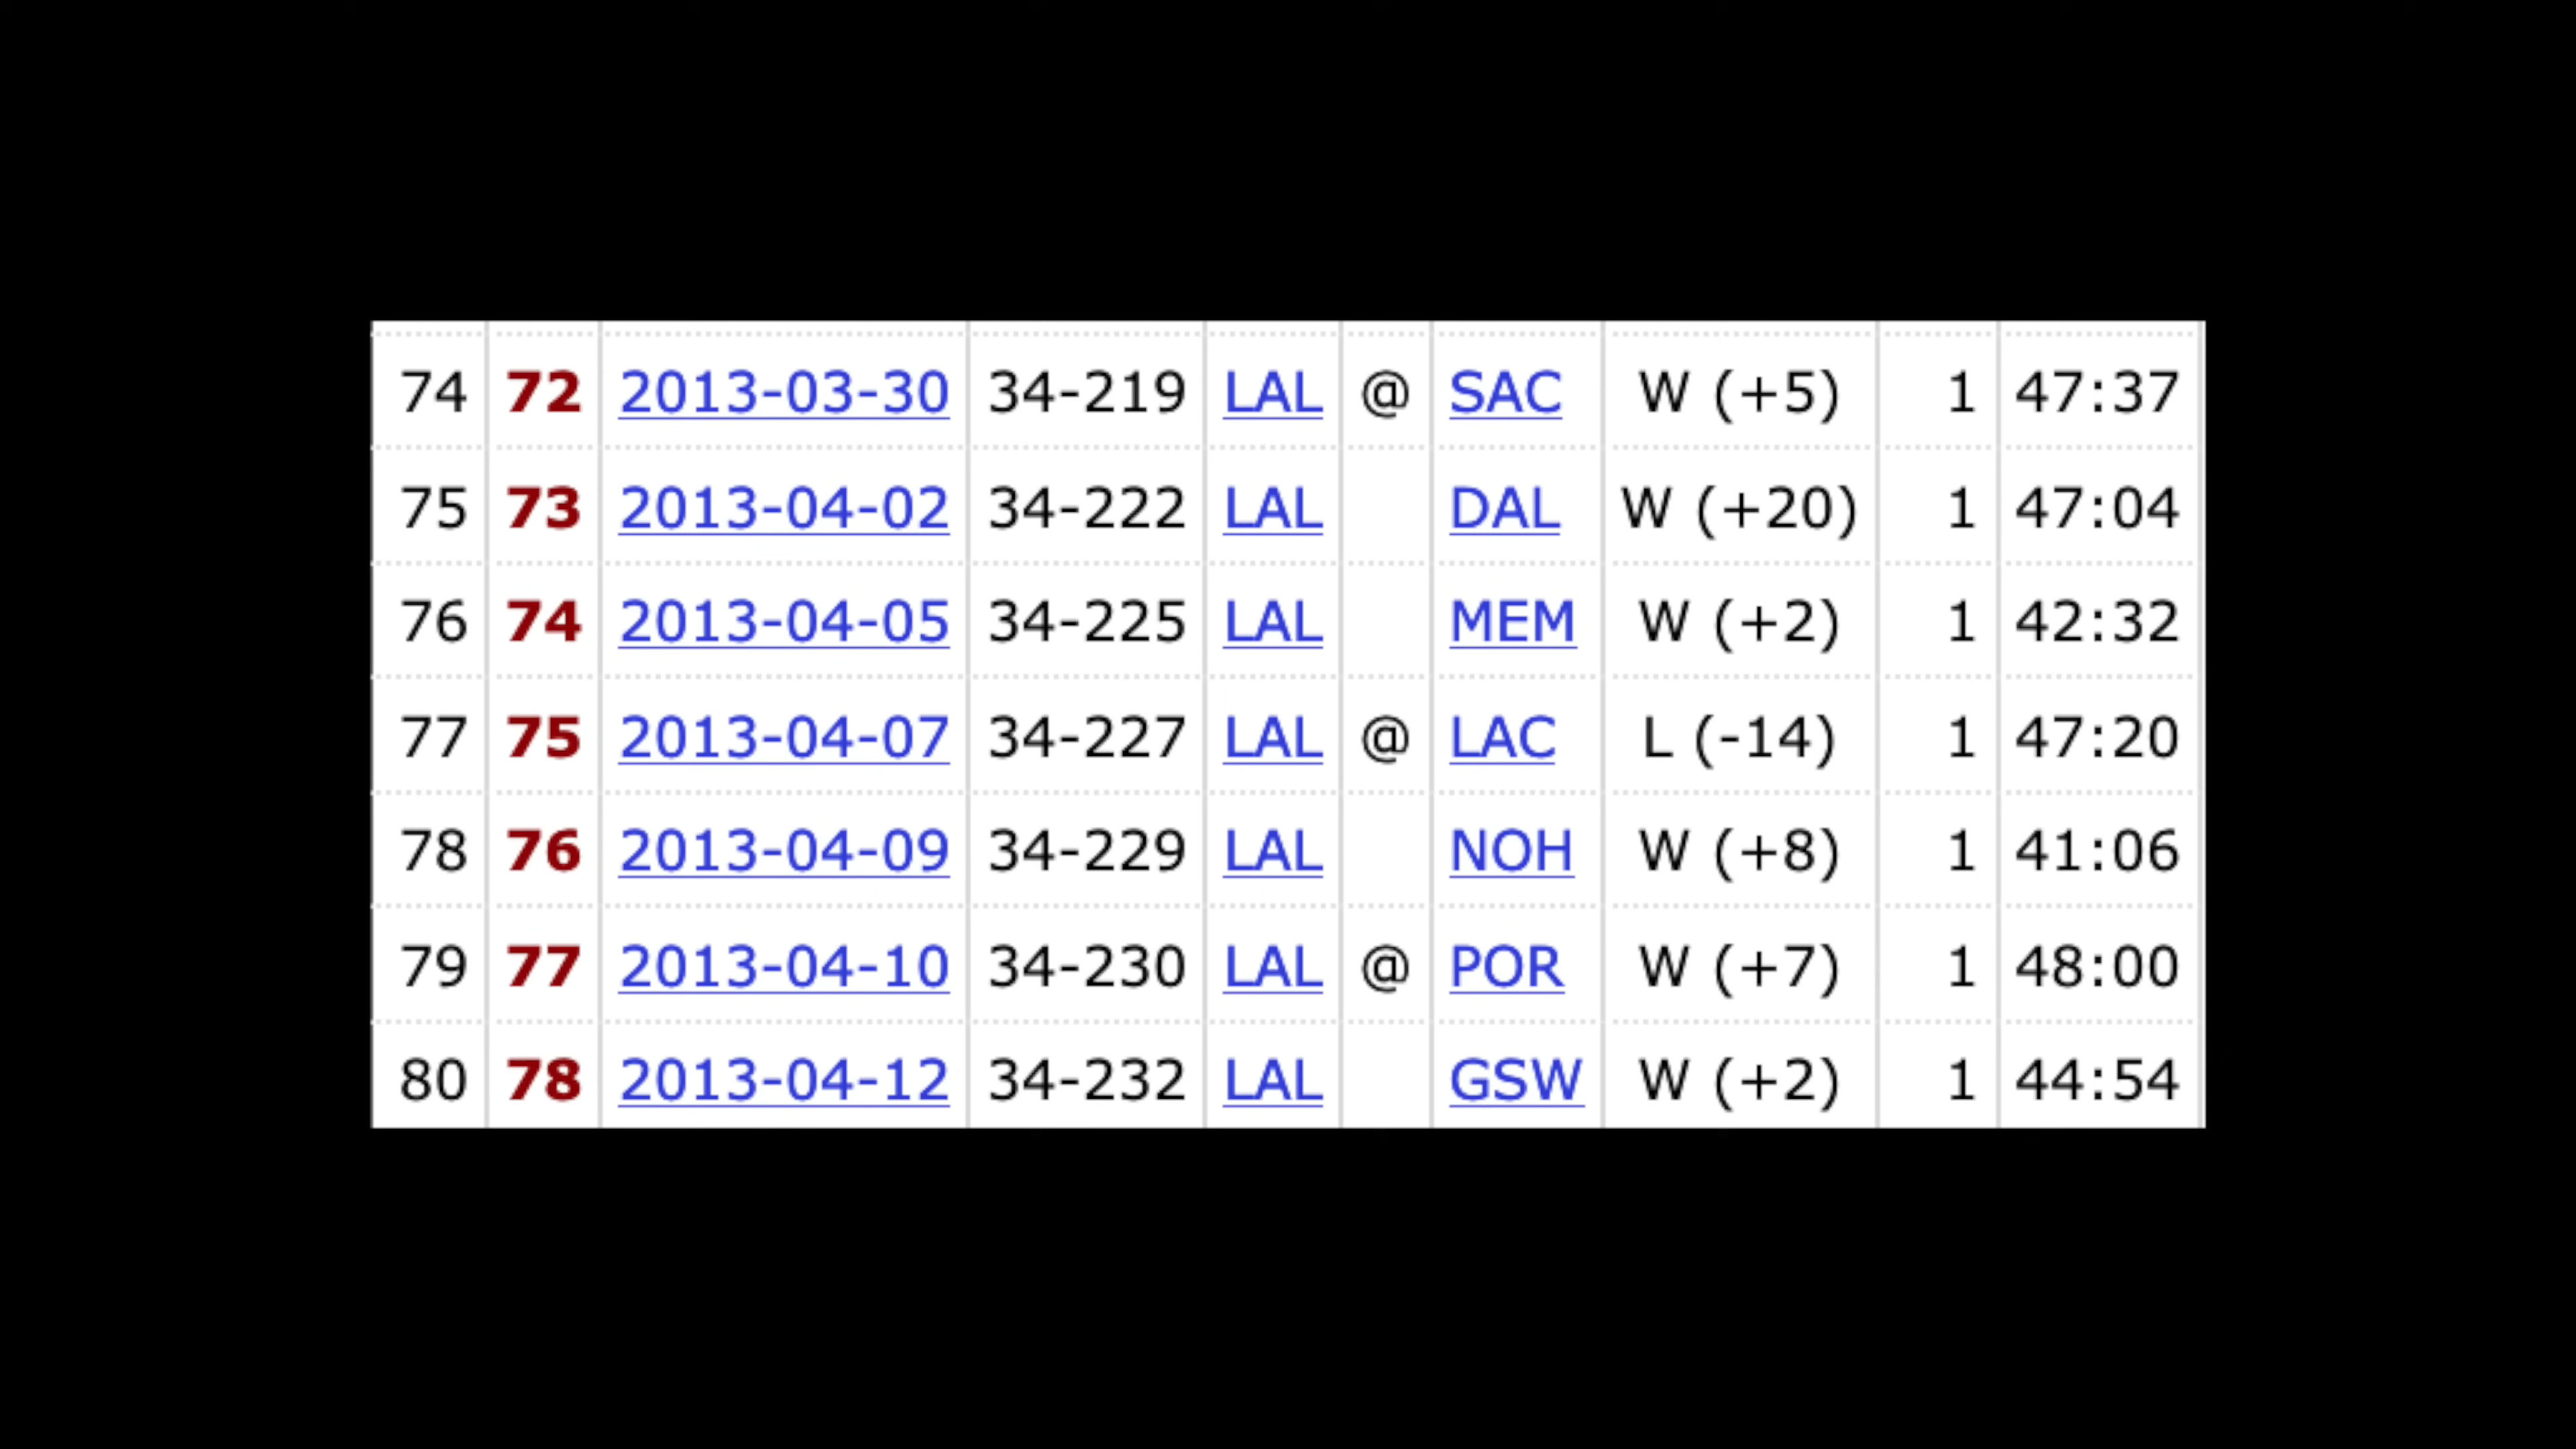 74 72 2013-03-30 34-219 LAL @ SAC W (+5) 1 47:37
75 73 2013-04-02 34-222 LAL DAL W (+20) 1 47:04
76 74 2013-04-05 34-225 LAL MEM W (+2) 1 42:32
77 75 2013-04-07 34-227 LAL @ LAC L (-14) 1 47:20
78 76 2013-04-09 34-229 LAL NOH W (+8) 1 41:06
79 77 2013-04-10 34-230 LAL @ POR W (+7) 1 48:00
80 78 2013-04-12 34-232 LAL GSW W (+2) 1 44:54